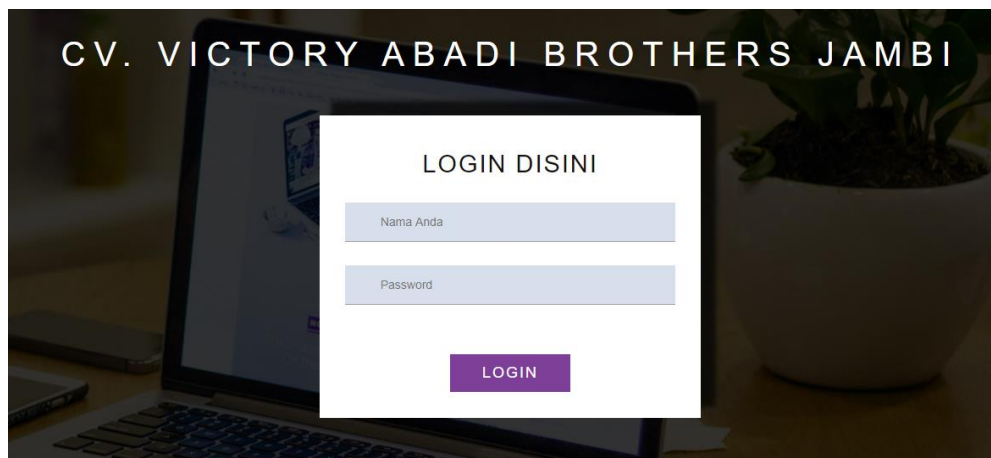 CV. VICTORY ABADI BROTHERS JAMBI
LOGIN DISINI
Nama Anda
Password
LOGIN